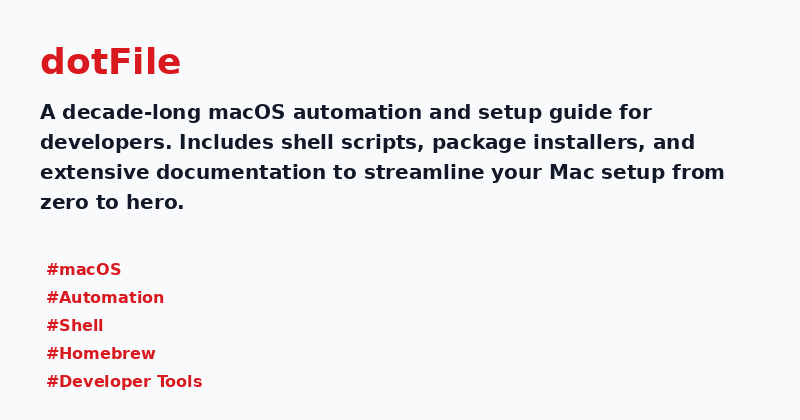 dotFile
A decade-long macOS automation and setup guide for
developers. Includes shell scripts, package installers, and
extensive documentation to streamline your Mac setup from
zero to hero.
#macOS
#Automation
#Shell
#Homebrew
#Developer Tools